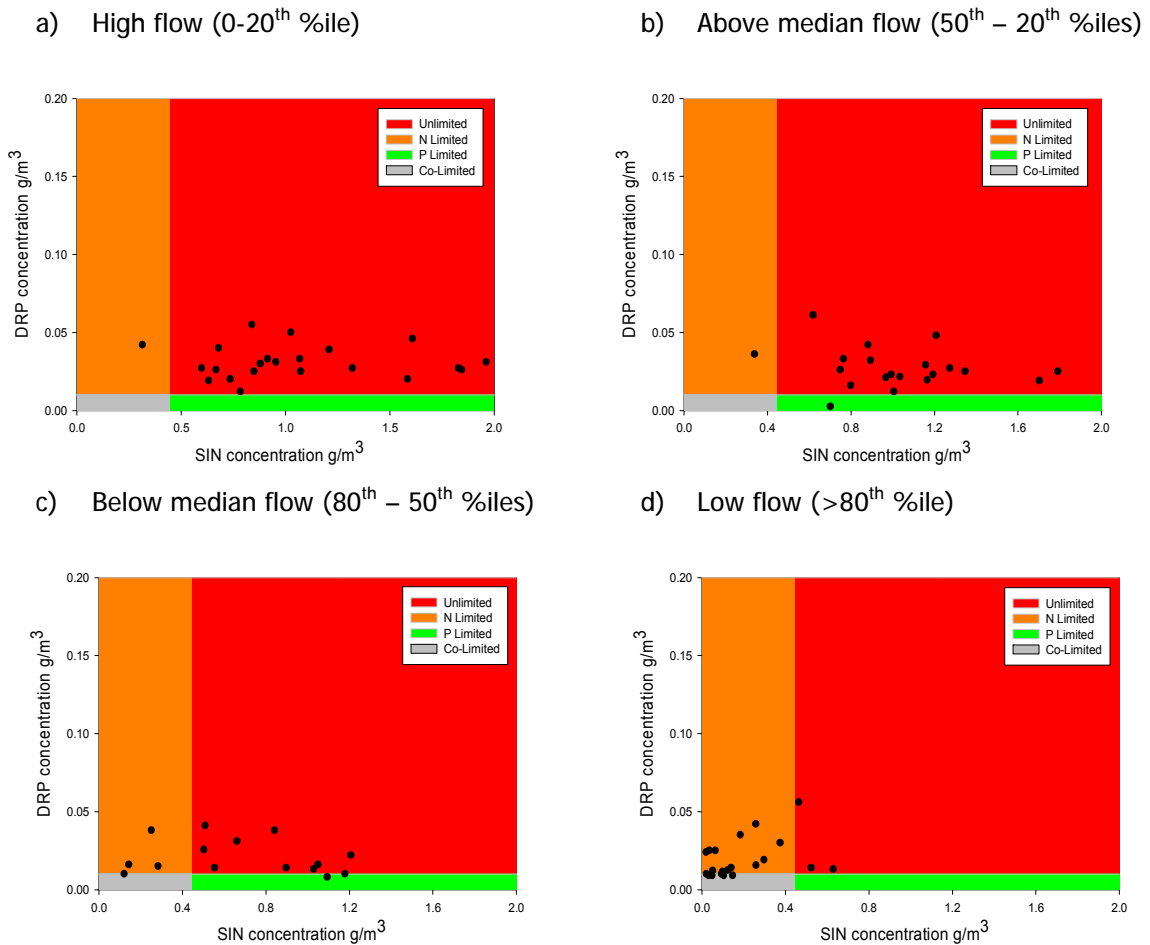 a) High flow (0-20th %ile)
0.20
0.15
0.10
0.05
0.00
DRP concentration g/m3
Unlimited
N Limited
P Limited
Co-Limited
0.0 0.5 1.0 1.5 2.0
SIN concentration g/m3
b) Above median flow (50th – 20th %iles)
0.20
0.15
0.10
0.05
0.00
DRP concentration g/m3
Unlimited
N Limited
P Limited
Co-Limited
0.0 0.4 0.8 1.2 1.6 2.0
SIN concentration g/m3
c) Below median flow (80th – 50th %iles)
0.20
0.15
0.10
0.05
0.00
DRP concentration g/m3
Unlimited
N Limited
P Limited
Co-Limited
0.0 0.4 0.8 1.2 1.6 2.0
SIN concentration g/m3
d) Low flow (>80th %ile)
0.20
0.15
0.10
0.05
0.00
DRP concentration g/m3
Unlimited
N Limited
P Limited
Co-Limited
0.0 0.4 0.8 1.2 1.6 2.0
SIN concentration g/m3